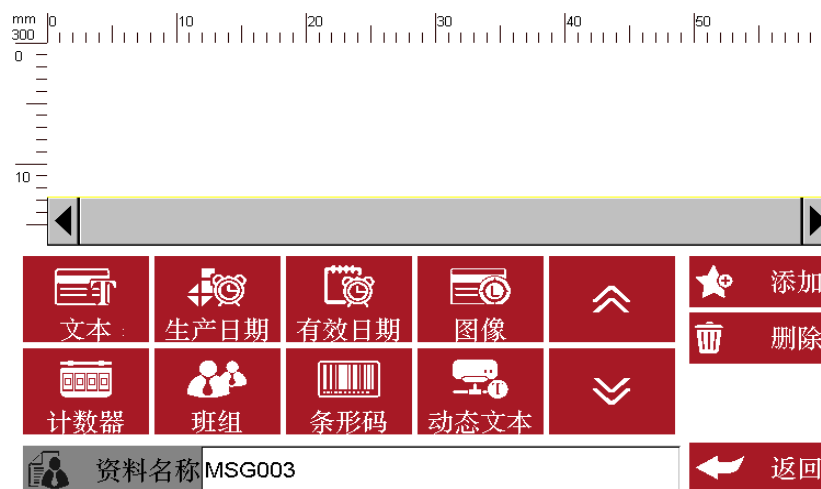 mm 0 10 20 30 40 50
300
0
10
文本 : 生产日期 有效日期 图像 添加
删除
计数器 班组 条形码 动态文本
资料名称 MSG003 返回